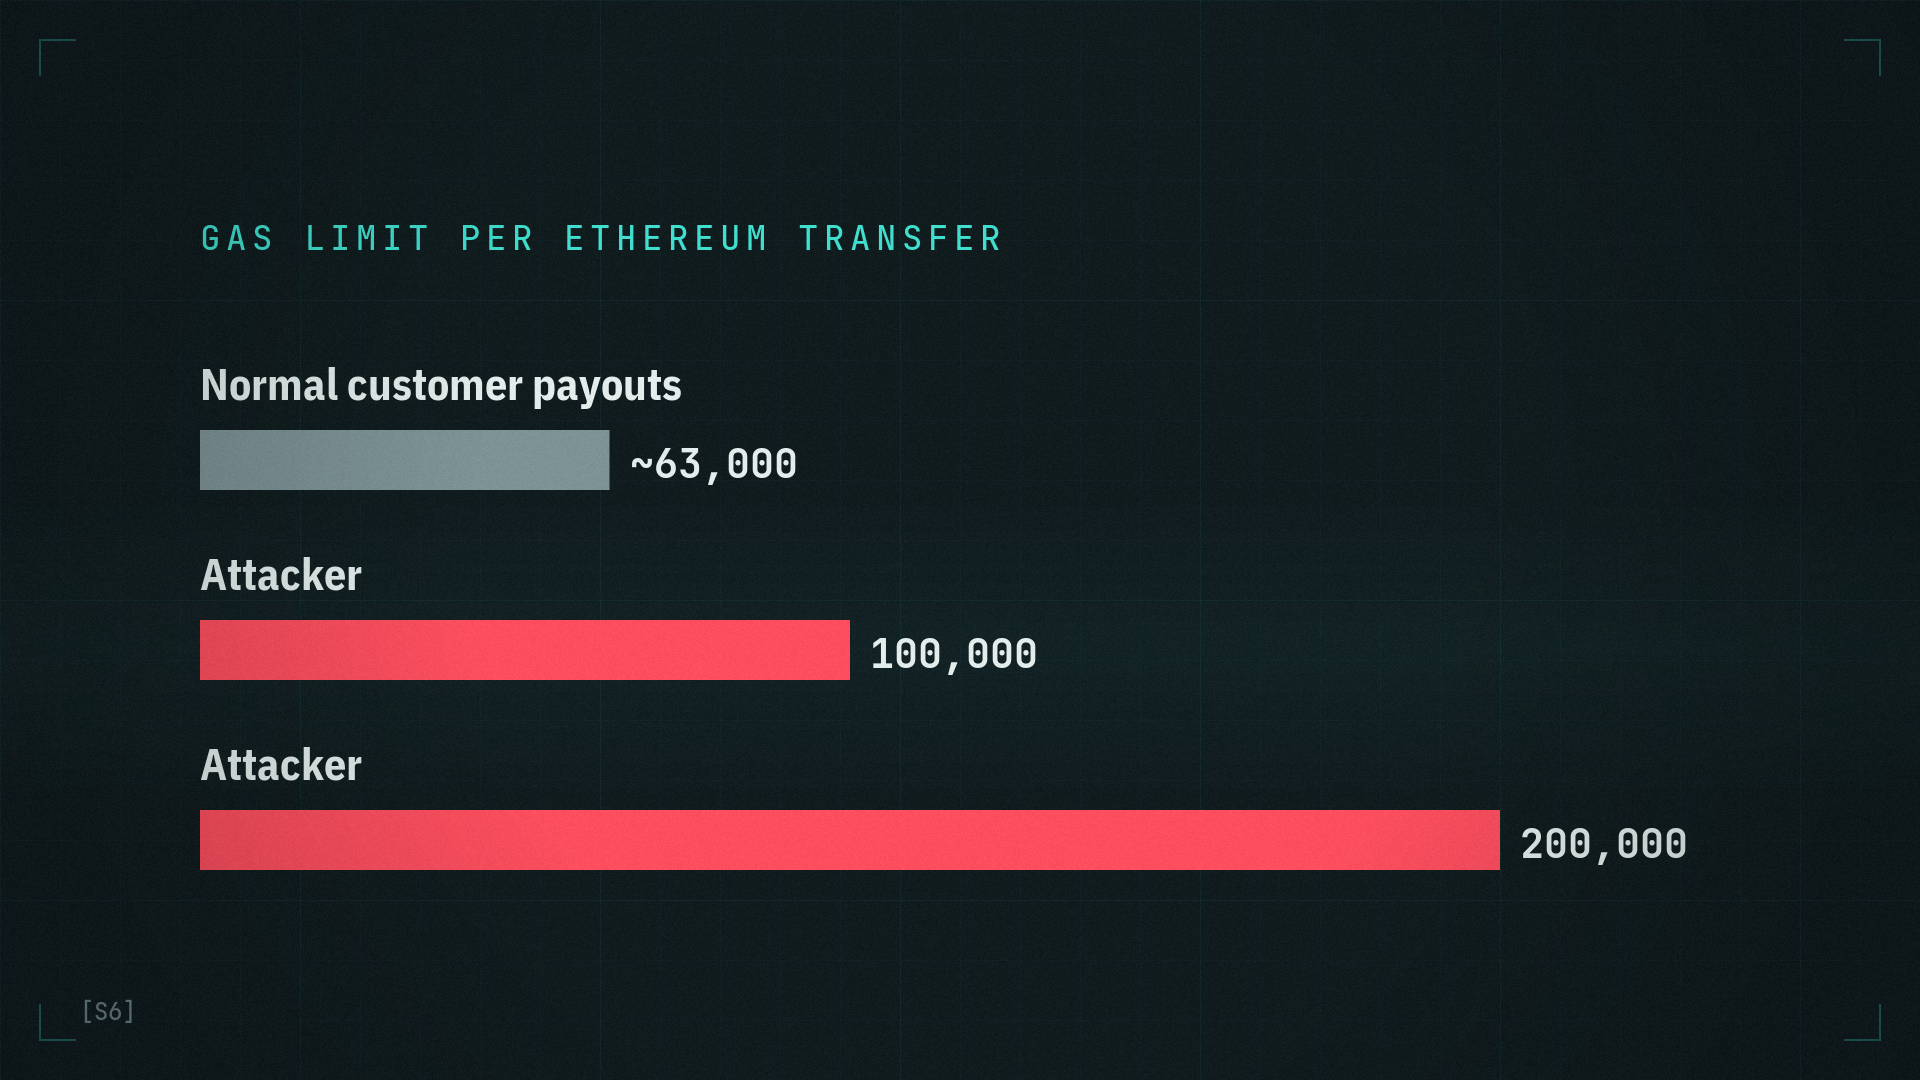 GAS LIMIT PER ETHEREUM TRANSFER
Normal customer payouts
~63,000
Attacker
100,000
Attacker
200,000
[S6]